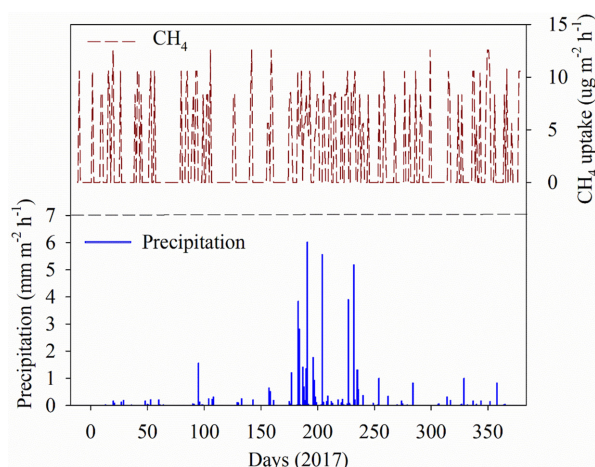 CH₄
15
10
5
0
CH₄ uptake (ug m⁻² h⁻¹)
7
6
5
4
3
2
1
0
Precipitation (mm m⁻² h⁻¹)
Precipitation
0 50 100 150 200 250 300 350
Days (2017)